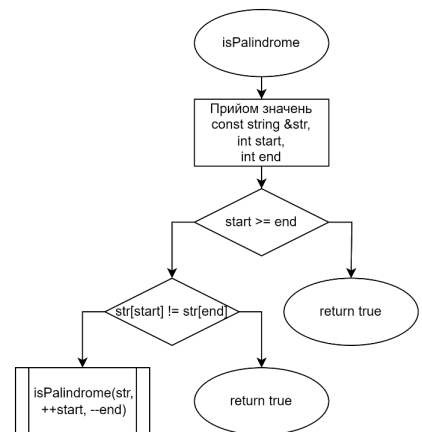 isPalindrome
Прийом значень
const string &str,
int start,
int end
start >= end
str[start] != str[end]
return true
isPalindrome(str,
++start, --end)
return true